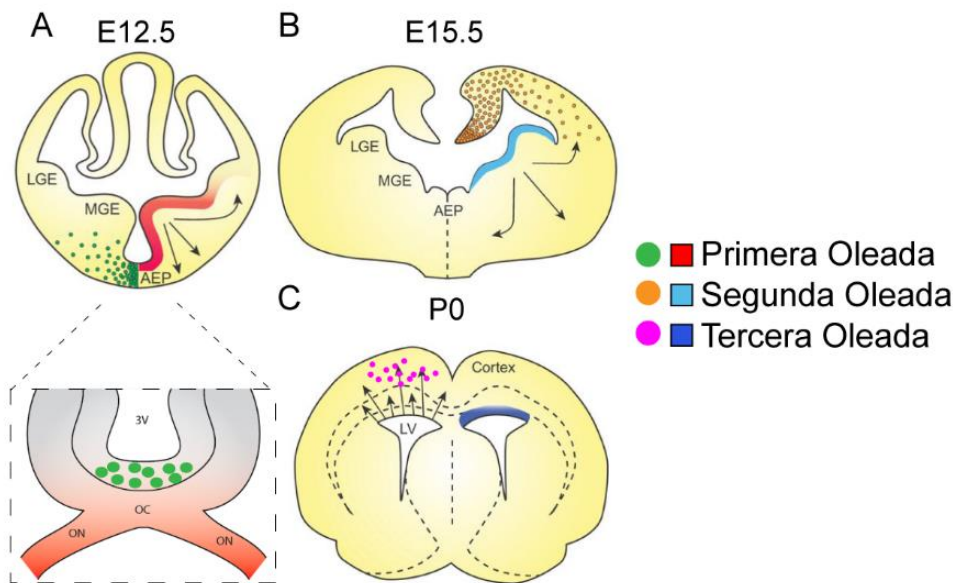 A
E12.5
LGE
MGE
AEP
B
E15.5
LGE
MGE
AEP
Primera Oleada
Segunda Oleada
Tercera Oleada
C
P0
Cortex
LV
3V
OC
ON
ON